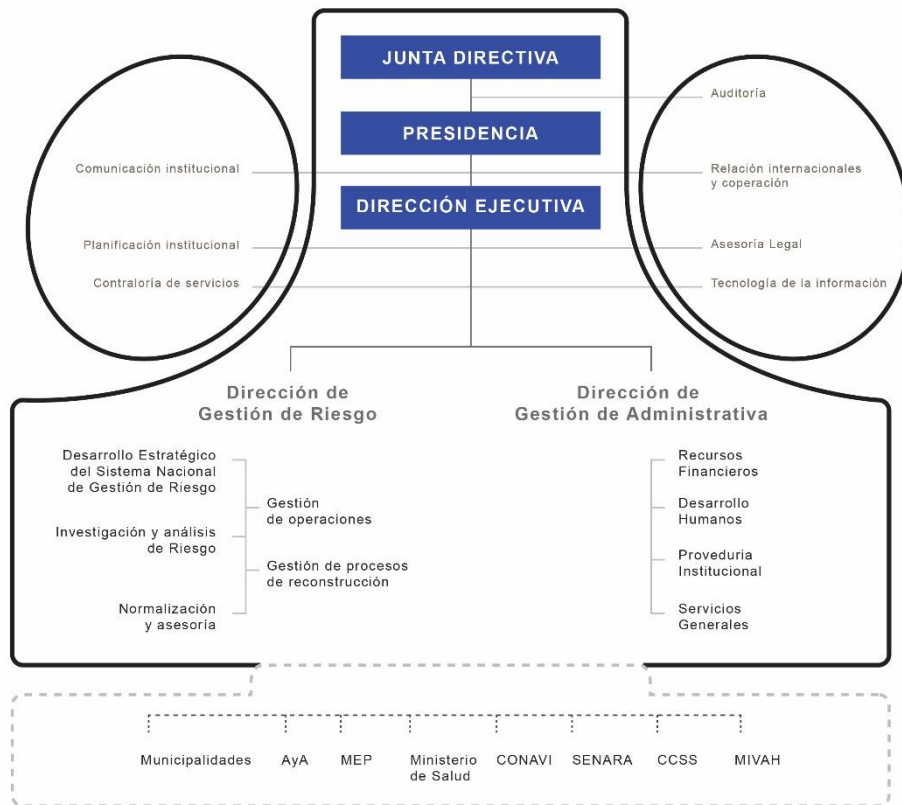 JUNTA DIRECTIVA
Auditoría
PRESIDENCIA
Comunicación institucional
Relación internacionales
y coperación
DIRECCIÓN EJECUTIVA
Planificación institucional
Asesoría Legal
Contraloría de servicios
Tecnología de la información
Dirección de
Gestión de Riesgo
Dirección de
Gestión de Administrativa
Desarrollo Estratégico
del Sistema Nacional
de Gestión de Riesgo
Gestión
de operaciones
Investigación y análisis
de Riesgo
Gestión de procesos
de reconstrucción
Normalización
y asesoría
Recursos
Financieros
Desarrollo
Humanos
Proveduria
Institucional
Servicios
Generales
Municipalidades
AyA
MEP
Ministerio
de Salud
CONAVI
SENARA
CCSS
MIVAH